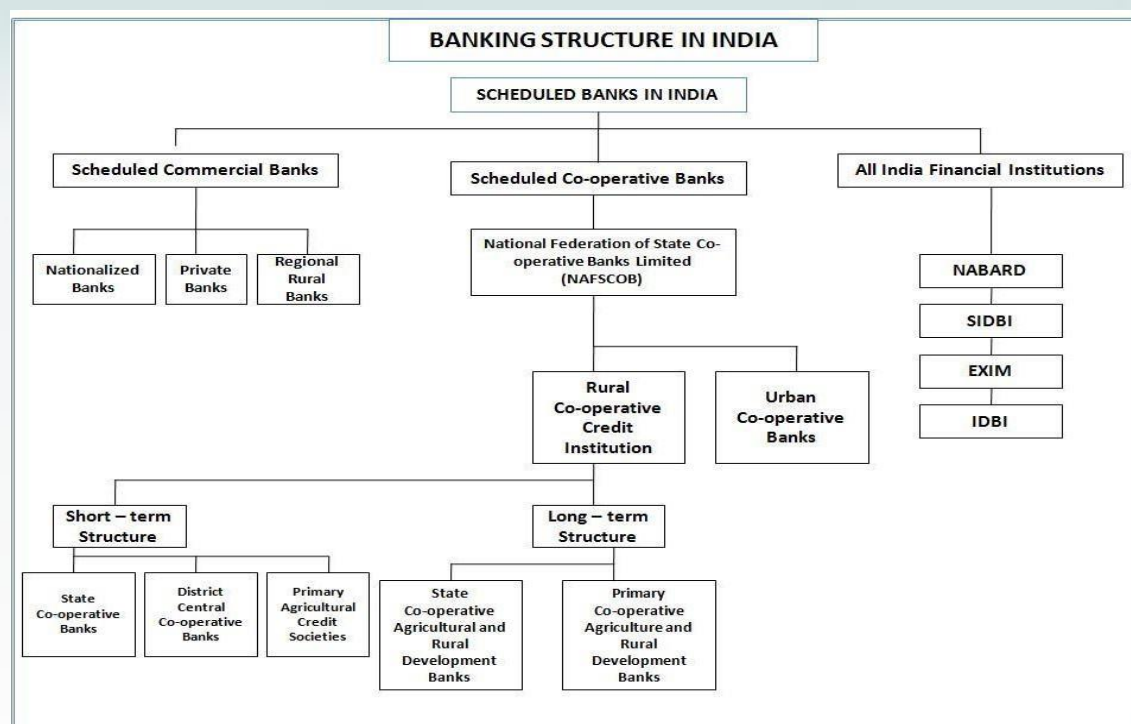 BANKING STRUCTURE IN INDIA
SCHEDULED BANKS IN INDIA
Scheduled Commercial Banks
Scheduled Co-operative Banks
All India Financial Institutions
Nationalized
Banks
Private
Banks
Regional
Rural
Banks
National Federation of State Co-
operative Banks Limited
(NAFSCOB)
NABARD
SIDBI
EXIM
IDBI
Rural
Co-operative
Credit
Institution
Urban
Co-operative
Banks
Short – term
Structure
Long – term
Structure
State
Co-operative
Banks
District
Central
Co-operative
Banks
Primary
Agricultural
Credit
Societies
State
Co-operative
Agricultural and
Rural
Development
Banks
Primary
Co-operative
Agriculture and
Rural
Development
Banks